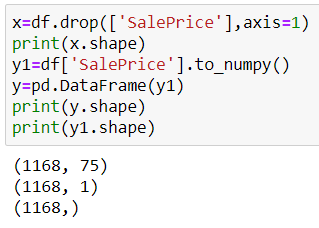 x=df.drop(['SalePrice'],axis=1)
print(x.shape)
y1=df['SalePrice'].to_numpy()
y=pd.DataFrame(y1)
print(y.shape)
print(y1.shape)
(1168, 75)
(1168, 1)
(1168,)